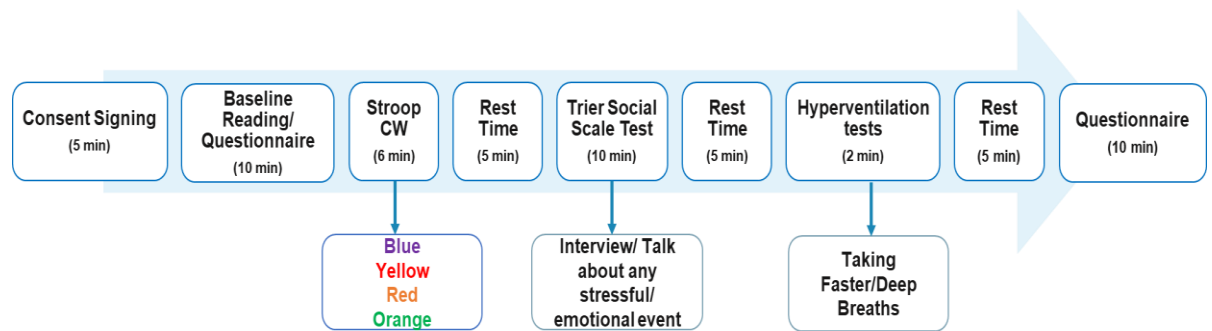 Consent Signing
(5 min)
Baseline
Reading/
Questionnaire
(10 min)
Stroop
CW
(6 min)
Rest
Time
(5 min)
Trier Social
Scale Test
(10 min)
Rest
Time
(5 min)
Hyperventilation
tests
(2 min)
Rest
Time
(5 min)
Questionnaire
(10 min)
Blue
Yellow
Red
Orange
Interview/ Talk
about any
stressful/
emotional event
Taking
Faster/Deep
Breaths